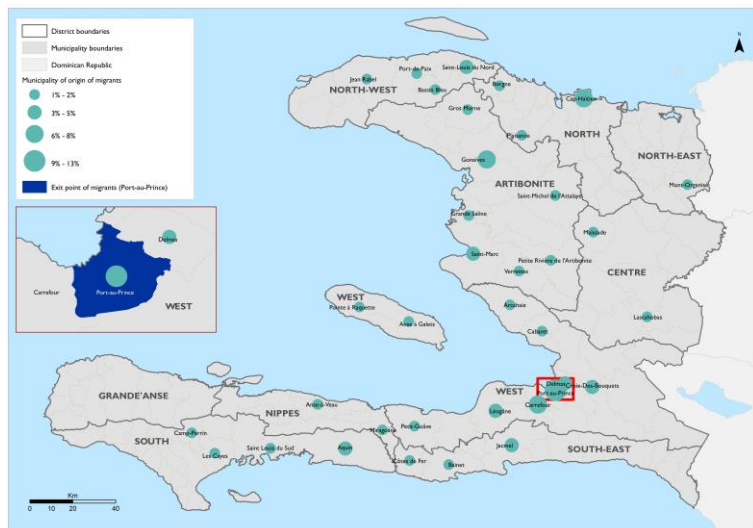 District boundaries
Municipality boundaries
Dominican Republic
Municipality of origin of migrants
1% - 2%
3% - 5%
6% - 8%
9% - 13%
Exit point of migrants (Port-au-Prince)
N
Saint-Louis du Nord
Port-de-Paix
Jean Rabel
Bassin Bleu
Borgne
NORTH-WEST
Cap-Haïtien
Gros Morne
Plaisance
NORTH
NORTH-EAST
Gonaïves
Mont-Organisé
ARTIBONITE
Saint-Michel de l'Attalaye
Grande Saline
Maïssade
Saint-Marc
Petite Rivière de l'Artibonite
Verrettes
CENTRE
Delmas
Port-au-Prince
Carrefour
WEST
WEST
Pointe à Raquette
Anse à Galets
Arcahaie
Lascahobas
Cabaret
GRANDE'ANSE
WEST
Delmas
Croix-Des-Bouquets
Port-au-Prince
Carrefour
Léogâne
Anse-à-Veau
NIPPES
Petit-Goâve
Miragoâne
SOUTH
Camp-Perrin
Les Cayes
Saint Louis du Sud
Aquin
Jacmel
SOUTH-EAST
Côtes de Fer
Bainet
Km
0 10 20 30 40